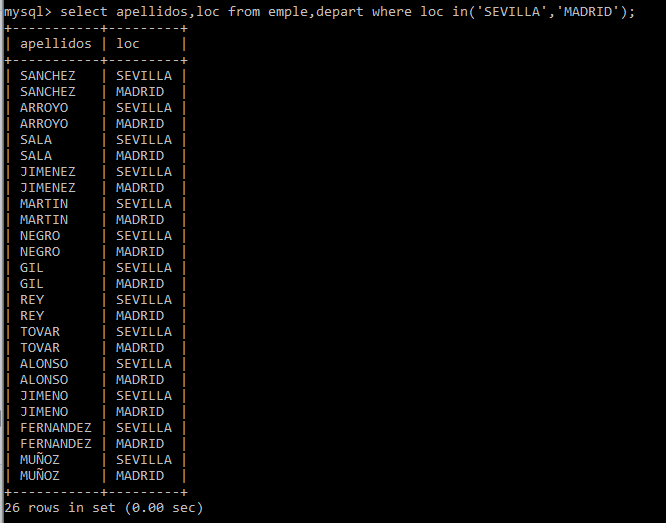 mysql> select apellidos,loc from emple,depart where loc in('SEVILLA','MADRID');
+-----------+---------+
| apellidos | loc     |
+-----------+---------+
| SANCHEZ   | SEVILLA |
| SANCHEZ   | MADRID  |
| ARROYO    | SEVILLA |
| ARROYO    | MADRID  |
| SALA      | SEVILLA |
| SALA      | MADRID  |
| JIMENEZ   | SEVILLA |
| JIMENEZ   | MADRID  |
| MARTIN    | SEVILLA |
| MARTIN    | MADRID  |
| NEGRO     | SEVILLA |
| NEGRO     | MADRID  |
| GIL       | SEVILLA |
| GIL       | MADRID  |
| REY       | SEVILLA |
| REY       | MADRID  |
| TOVAR     | SEVILLA |
| TOVAR     | MADRID  |
| ALONSO    | SEVILLA |
| ALONSO    | MADRID  |
| JIMENO    | SEVILLA |
| JIMENO    | MADRID  |
| FERNANDEZ | SEVILLA |
| FERNANDEZ | MADRID  |
| MUÑOZ     | SEVILLA |
| MUÑOZ     | MADRID  |
+-----------+---------+
26 rows in set (0.00 sec)